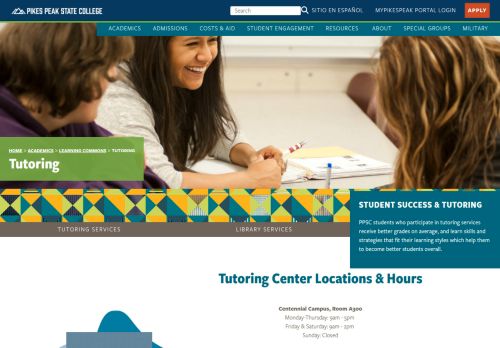 PIKES PEAK STATE COLLEGE
Search
SITIO EN ESPAÑOL
MYPIKESPEAK PORTAL LOGIN
APPLY
ACADEMICS ADMISSIONS COSTS & AID STUDENT ENGAGEMENT RESOURCES ABOUT SPECIAL GROUPS MILITARY
HOME > ACADEMICS > LEARNING COMMONS > TUTORING
Tutoring
TUTORING SERVICES
LIBRARY SERVICES
STUDENT SUCCESS & TUTORING
PPSC students who participate in tutoring services
receive better grades on average, and learn skills and
strategies that fit their learning styles which help them
to become better students overall.
Tutoring Center Locations & Hours
Centennial Campus, Room A300
Monday-Thursday: 9am - 5pm
Friday & Saturday: 9am - 2pm
Sunday: Closed